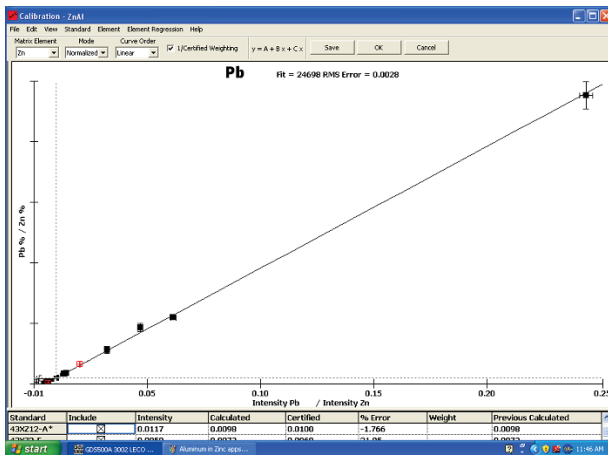 Calibration - ZnAl
File Edit View Standard Element Element Regression Help
Matrix Element Mode Curve Order
Zn Normalized Linear 1/Certified Weighting y = A + B x + C x Save OK Cancel
Pb Fit = 24698 RMS Error = 0.0028
Pb % / Zn %
-0.01 0.05 0.10 0.15 0.20 0.25
Intensity Pb / Intensity Zn
Standard Include Intensity Calculated Certified % Error Weight Previous Calculated
43X212-A* 0.0117 0.0098 0.0100 -1.766 0.0098
start GDS500A 3002 LECO ... Aluminum in Zinc apps... 11:46 AM